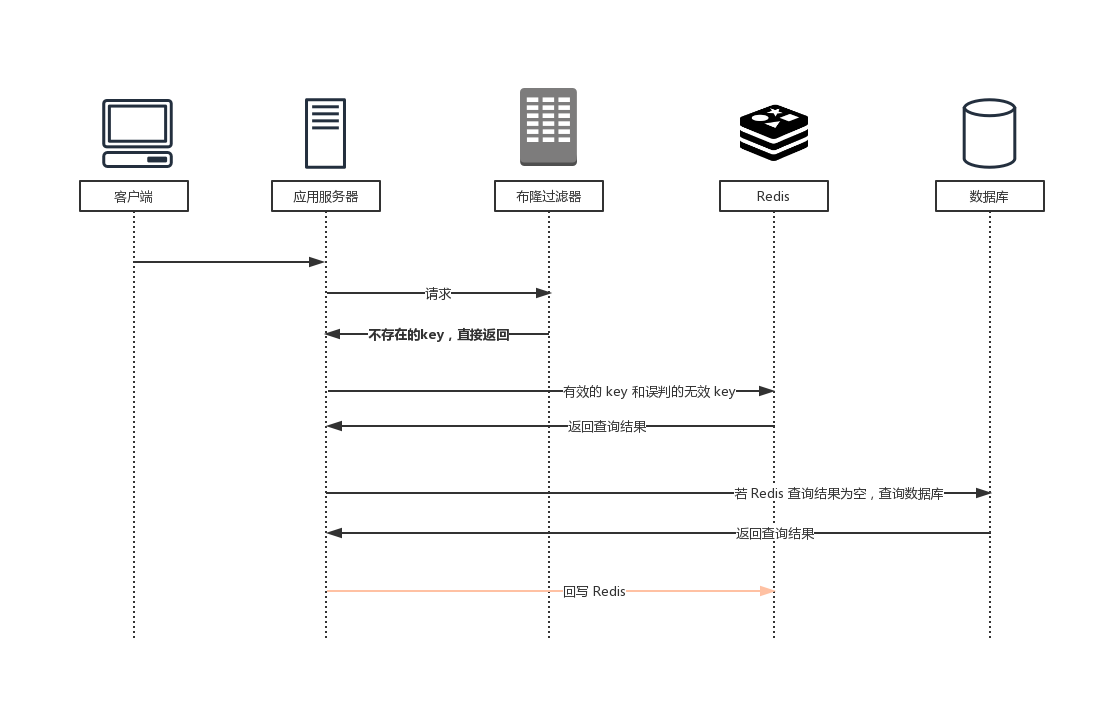 客户端
应用服务器
布隆过滤器
Redis
数据库
请求
不存在的key，直接返回
有效的 key 和误判的无效 key
返回查询结果
若 Redis 查询结果为空，查询数据库
返回查询结果
回写 Redis